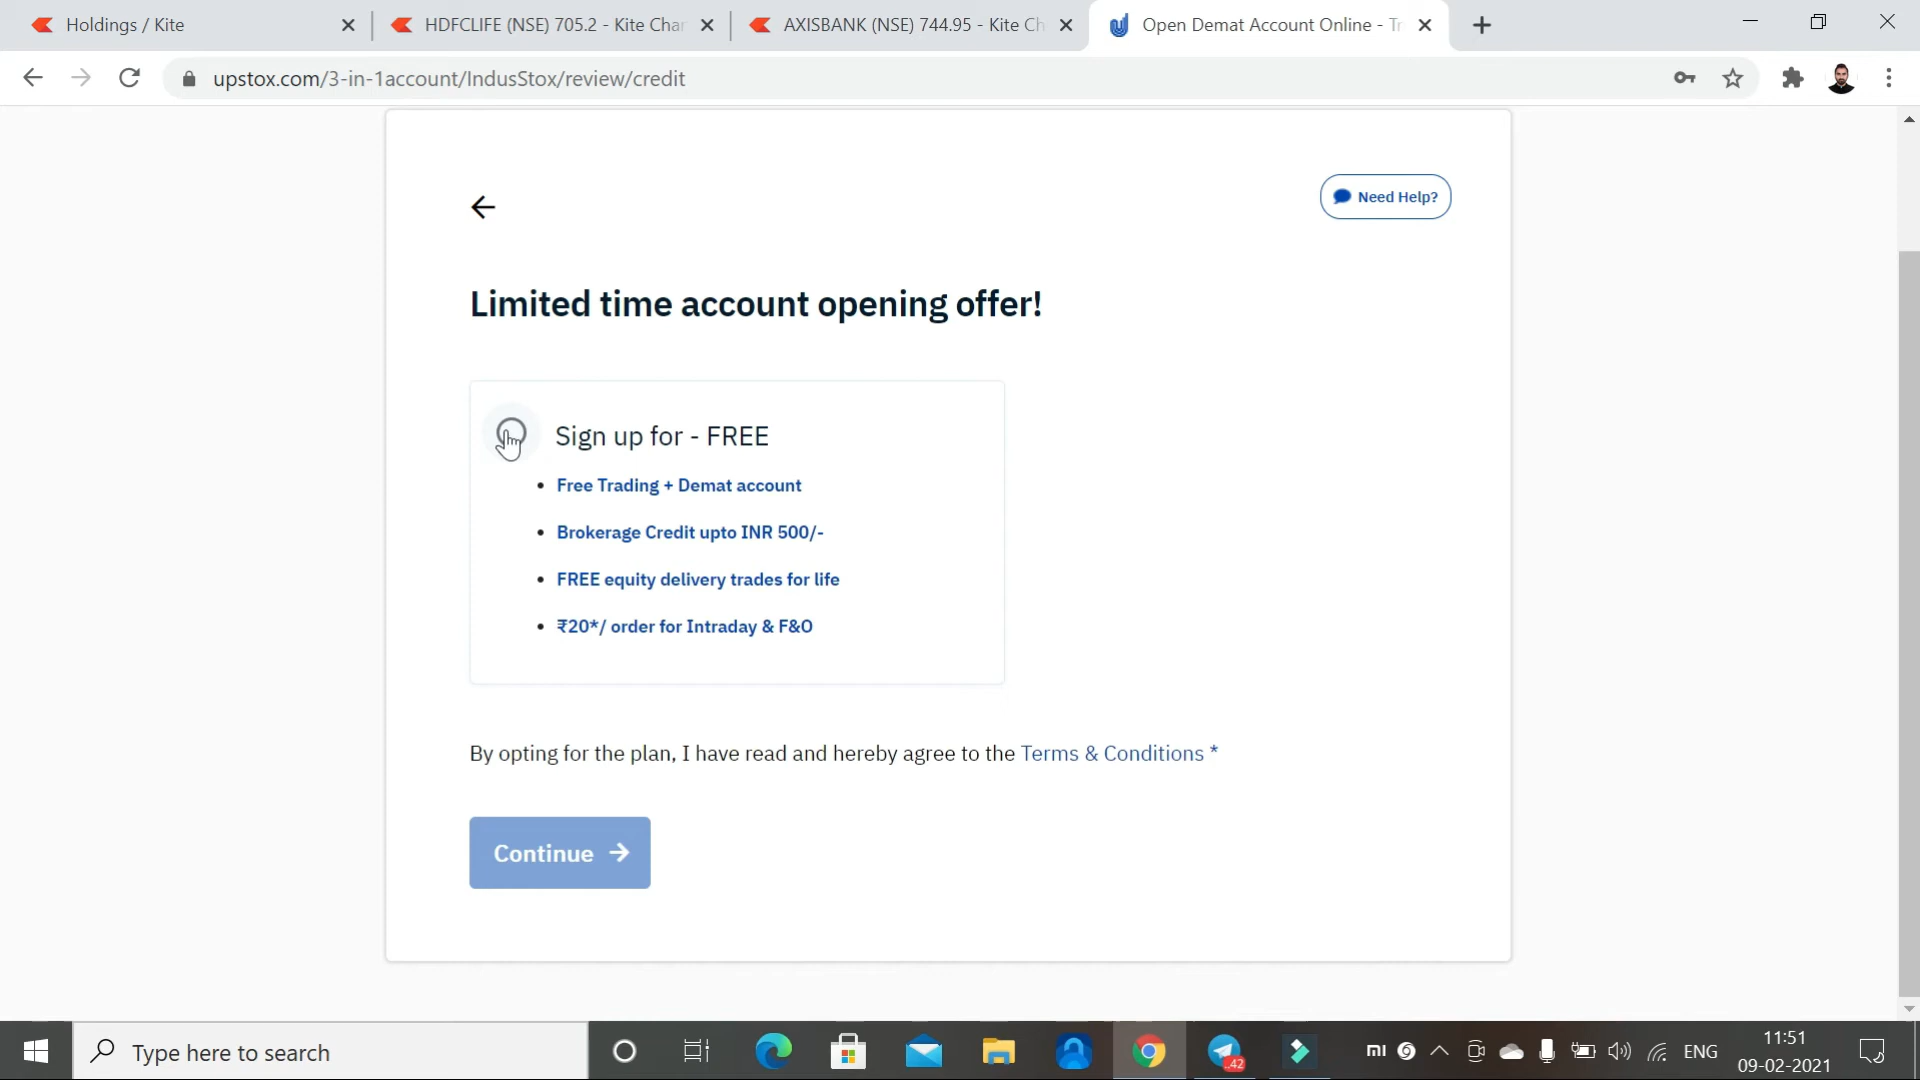 Holdings / Kite
HDFCLIFE (NSE) 705.2 - Kite Char
AXISBANK (NSE) 744.95 - Kite Ch
Open Demat Account Online - Tr
upstox.com/3-in-1account/IndusStox/review/credit
Need Help?
Limited time account opening offer!
Sign up for - FREE
• Free Trading + Demat account
• Brokerage Credit upto INR 500/-
• FREE equity delivery trades for life
• ₹20*/ order for Intraday & F&O
By opting for the plan, I have read and hereby agree to the Terms & Conditions *
Continue →
Type here to search
42
mi
ENG
11:51
09-02-2021